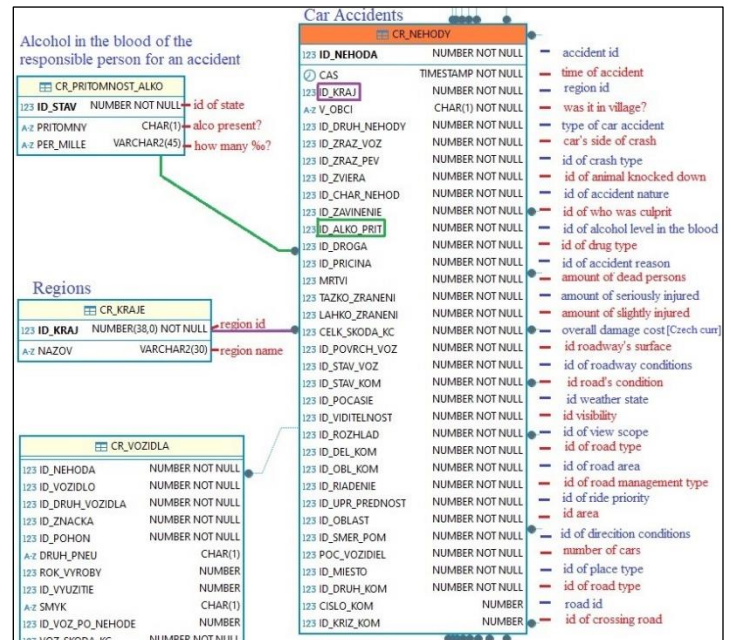 Car Accidents
Alcohol in the blood of the
responsible person for an accident
CR_PRITOMNOST_ALKO
123 ID_STAV NUMBER NOT NULL id of state
A-Z PRITOMNY CHAR(1) alco present?
A-Z PER_MILLE VARCHAR2(45) how many ‰?
Regions
CR_KRAJE
123 ID_KRAJ NUMBER(38,0) NOT NULL region id
A-Z NAZOV VARCHAR2(30) region name
CR_VOZIDLA
123 ID_NEHODA NUMBER NOT NULL
123 ID_VOZIDLO NUMBER NOT NULL
123 ID_DRUH_VOZIDLA NUMBER NOT NULL
123 ID_ZNACKA NUMBER NOT NULL
123 ID_POHON NUMBER NOT NULL
A-Z DRUH_PNEU CHAR(1)
123 ROK_VYROBY NUMBER
123 ID_VYUZITIE NUMBER
A-Z SMYK CHAR(1)
123 ID_VOZ_PO_NEHODE NUMBER
123 VOZ_SKODA_KC NUMBER NOT NULL
CR_NEHODY
123 ID_NEHODA NUMBER NOT NULL accident id
CAS TIMESTAMP NOT NULL time of accident
123 ID_KRAJ NUMBER NOT NULL region id
A-Z V_OBCI CHAR(1) NOT NULL was it in village?
123 ID_DRUH_NEHODY NUMBER NOT NULL type of car accident
123 ID_ZRAZ_VOZ NUMBER NOT NULL car's side of crash
123 ID_ZRAZ_PEV NUMBER NOT NULL id of crash type
123 ID_ZVIERA NUMBER NOT NULL id of animal knocked down
123 ID_CHAR_NEHOD NUMBER NOT NULL id of accident nature
123 ID_ZAVINENIE NUMBER NOT NULL id of who was culprit
123 ID_ALKO_PRIT NUMBER NOT NULL id of alcohol level in the blood
123 ID_DROGA NUMBER NOT NULL id of drug type
123 ID_PRICINA NUMBER NOT NULL id of accident reason
123 MRTVI NUMBER NOT NULL amount of dead persons
123 TAZKO_ZRANENI NUMBER NOT NULL amount of seriously injured
123 LAHKO_ZRANENI NUMBER NOT NULL amount of slightly injured
123 CELK_SKODA_KC NUMBER NOT NULL overall damage cost [Czech curr]
123 ID_POVRCH_VOZ NUMBER NOT NULL id roadway's surface
123 ID_STAV_VOZ NUMBER NOT NULL id of roadway conditions
123 ID_STAV_KOM NUMBER NOT NULL id road's condition
123 ID_POCASIE NUMBER NOT NULL id weather state
123 ID_VIDITELNOST NUMBER NOT NULL id visibility
123 ID_ROZHLAD NUMBER NOT NULL id of view scope
123 ID_DEL_KOM NUMBER NOT NULL id of road type
123 ID_OBL_KOM NUMBER NOT NULL id of road area
123 ID_RIADENIE NUMBER NOT NULL id of road management type
123 ID_UPR_PREDNOST NUMBER NOT NULL id of ride priority
123 ID_OBLAST NUMBER NOT NULL id area
123 ID_SMER_POM NUMBER NOT NULL id of direcition conditions
123 POC_VOZIDIEL NUMBER NOT NULL number of cars
123 ID_MIESTO NUMBER NOT NULL id of place type
123 ID_DRUH_KOM NUMBER NOT NULL id of road type
123 CISLO_KOM NUMBER road id
123 ID_KRIZ_KOM NUMBER id of crossing road